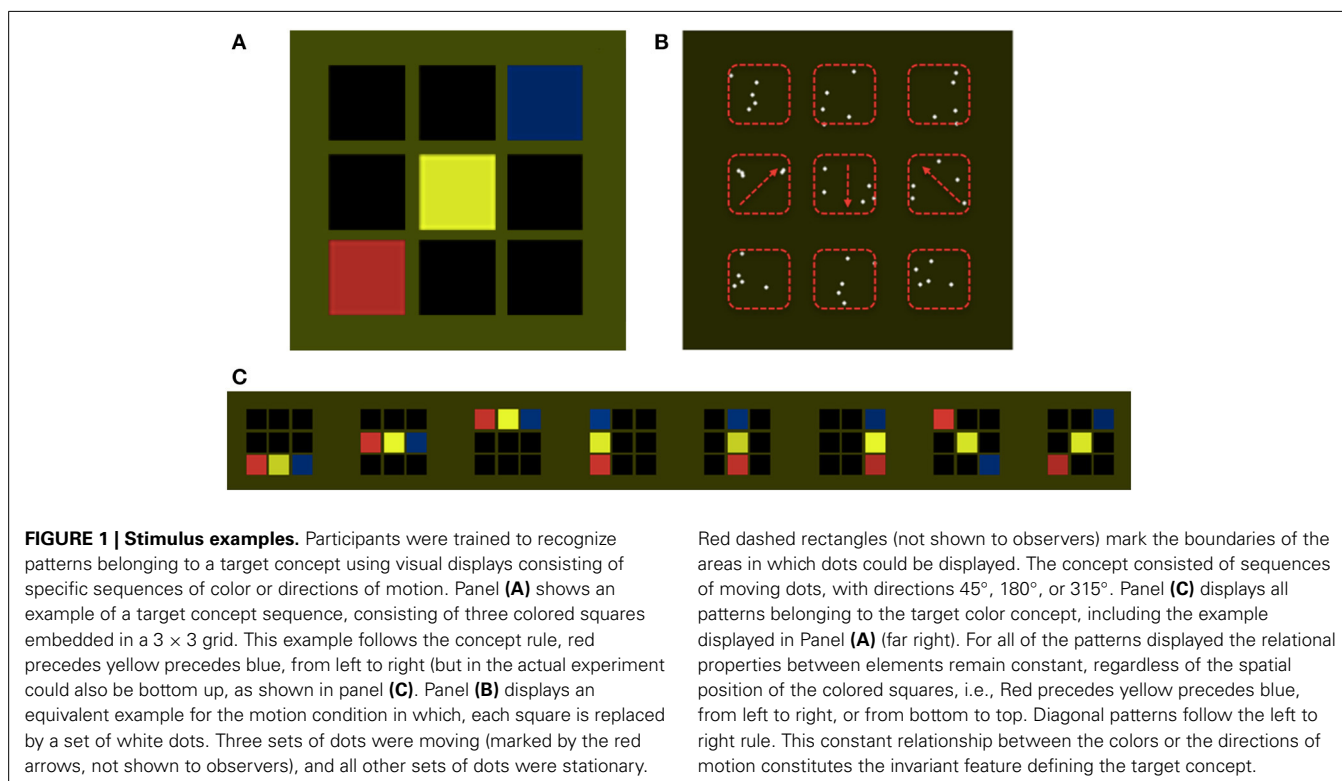 A
B
C
FIGURE 1 | Stimulus examples. Participants were trained to recognize
patterns belonging to a target concept using visual displays consisting of
specific sequences of color or directions of motion. Panel (A) shows an
example of a target concept sequence, consisting of three colored squares
embedded in a 3 × 3 grid. This example follows the concept rule, red
precedes yellow precedes blue, from left to right (but in the actual experiment
could also be bottom up, as shown in panel (C). Panel (B) displays an
equivalent example for the motion condition in which, each square is replaced
by a set of white dots. Three sets of dots were moving (marked by the red
arrows, not shown to observers), and all other sets of dots were stationary.
Red dashed rectangles (not shown to observers) mark the boundaries of the
areas in which dots could be displayed. The concept consisted of sequences
of moving dots, with directions 45°, 180°, or 315°. Panel (C) displays all
patterns belonging to the target color concept, including the example
displayed in Panel (A) (far right). For all of the patterns displayed the relational
properties between elements remain constant, regardless of the spatial
position of the colored squares, i.e., Red precedes yellow precedes blue,
from left to right, or from bottom to top. Diagonal patterns follow the left to
right rule. This constant relationship between the colors or the directions of
motion constitutes the invariant feature defining the target concept.